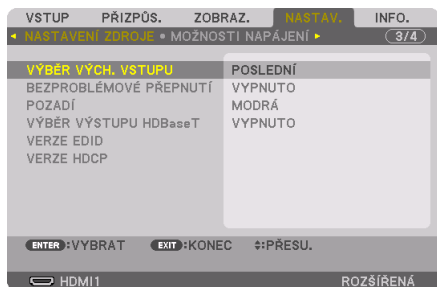 VSTUP PŘIZPŮS. ZOBRAZ. NASTAV. INFO.
NASTAVENÍ ZDROJE • MOŽNOSTI NAPÁJENÍ 3/4
VÝBĚR VÝCH. VSTUPU POSLEDNÍ
BEZPROBLÉMOVÉ PŘEPNUTÍ VYPNUTO
POZADÍ MODRÁ
VÝBĚR VÝSTUPU HDBaseT VYPNUTO
VERZE EDID
VERZE HDCP
ENTER :VYBRAT EXIT :KONEC :PŘESU.
HDMI1 ROZŠÍŘENÁ